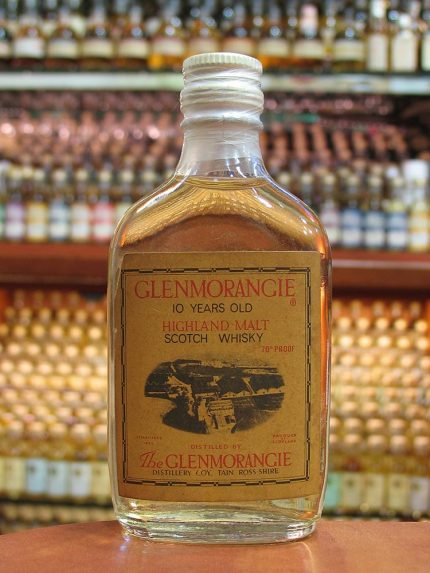 GLENMORANGIE
®
10 YEARS OLD
HIGHLAND MALT
SCOTCH WHISKY
70° PROOF
DISTILLED BY
The GLENMORANGIE
DISTILLERY COY, TAIN ROSS-SHIRE